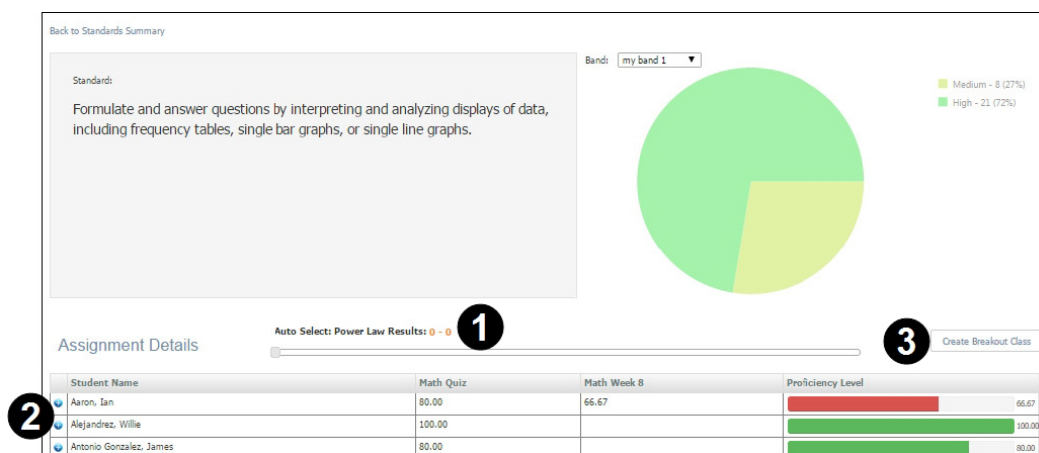 Back to Standards Summary
Standard:
Formulate and answer questions by interpreting and analyzing displays of data,
including frequency tables, single bar graphs, or single line graphs.
Band: my band 1
Medium - 8 (27%)
High - 21 (72%)
Assignment Details
Auto Select: Power Law Results: 0 - 0
1
3
Create Breakout Class
Student Name Math Quiz Math Week 8 Proficiency Level
Aaron, Ian 80.00 66.67 66.67
2
Alejandrez, Willie 100.00 100.00
Antonio Gonzalez, James 80.00 80.00